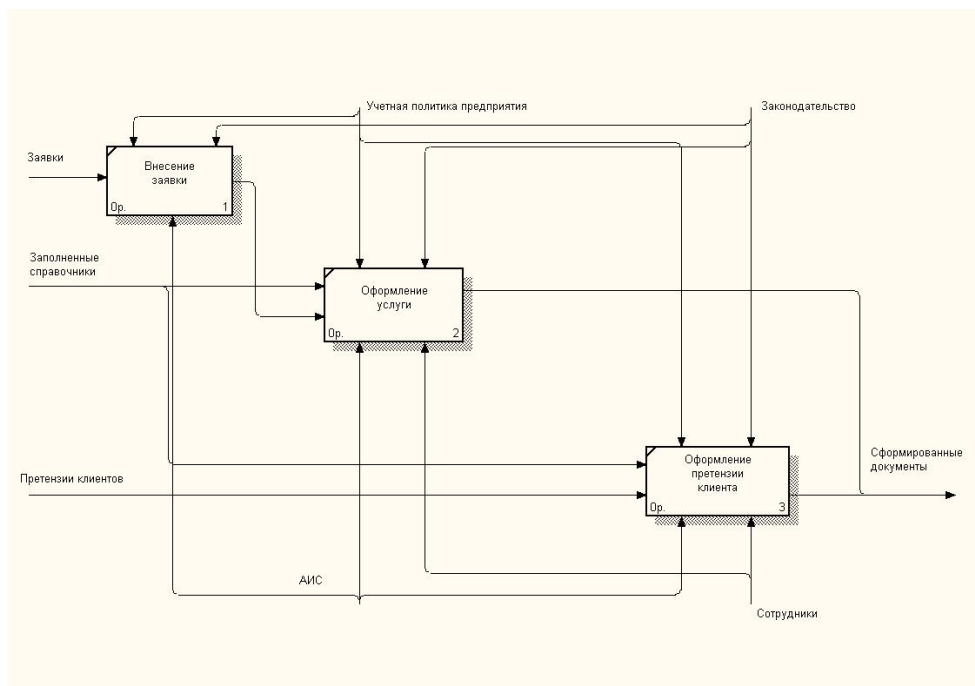 Учетная политика предприятия
Законодательство
Заявки
Внесение
заявки
0р.
1
Заполненные
справочники
Оформление
услуги
0р.
2
Претензии клиентов
Оформление
претензии
клиента
0р.
3
Сформированные
документы
АИС
Сотрудники